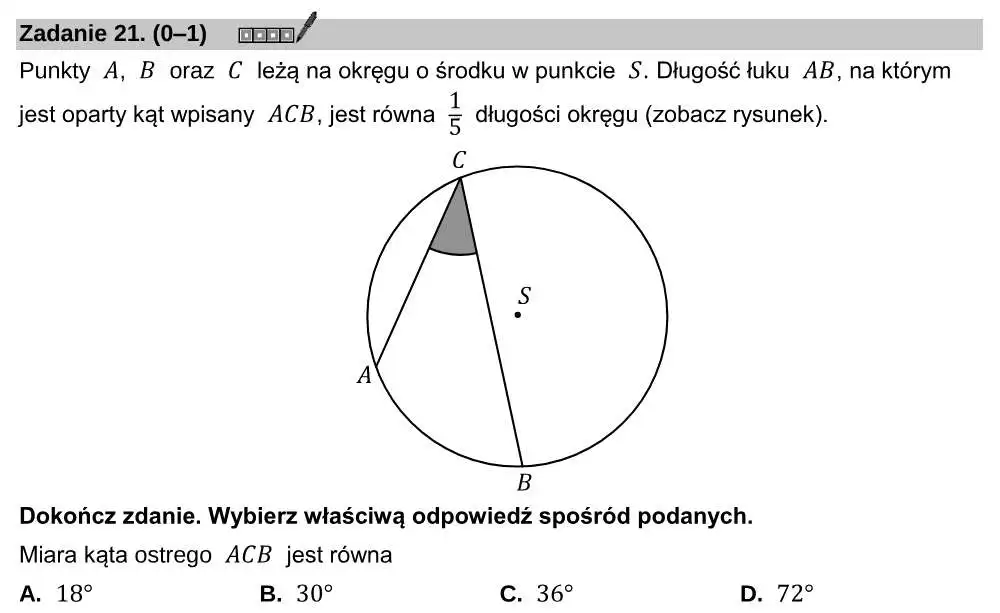 Zadanie 21. (0–1)
Punkty A, B oraz C leżą na okręgu o środku w punkcie S. Długość łuku AB, na którym
jest oparty kąt wpisany ACB, jest równa 1/5 długości okręgu (zobacz rysunek).
C
S
A
B
Dokończ zdanie. Wybierz właściwą odpowiedź spośród podanych.
Miara kąta ostrego ACB jest równa
A. 18° B. 30° C. 36° D. 72°